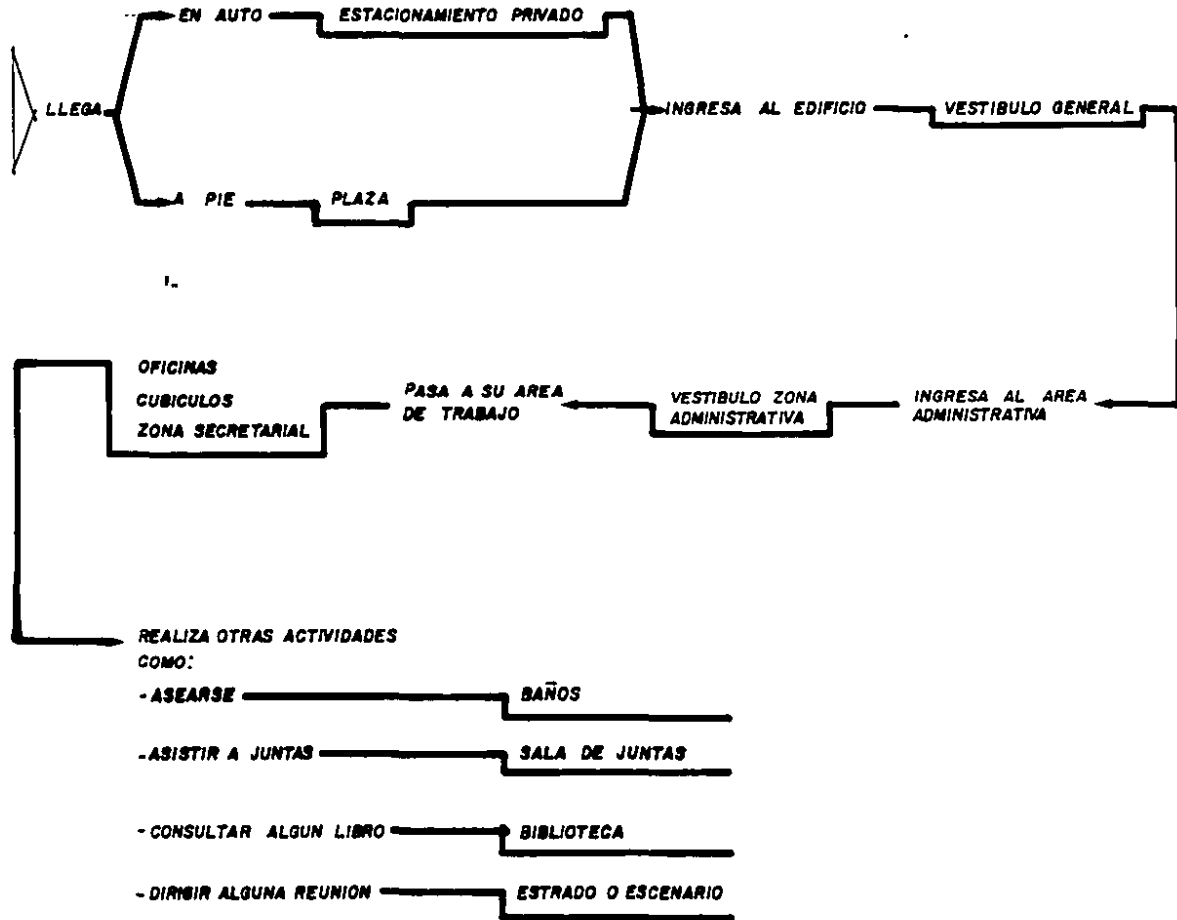 EN AUTO
ESTACIONAMIENTO PRIVADO
LLEGA
INGRESA AL EDIFICIO
VESTIBULO GENERAL
A PIE
PLAZA
OFICINAS
CUBICULOS
ZONA SECRETARIAL
PASA A SU AREA
DE TRABAJO
VESTIBULO ZONA
ADMINISTRATIVA
INGRESA AL AREA
ADMINISTRATIVA
REALIZA OTRAS ACTIVIDADES
COMO:
- ASEARSE
BAÑOS
- ASISTIR A JUNTAS
SALA DE JUNTAS
- CONSULTAR ALGUN LIBRO
BIBLIOTECA
- DIRIGIR ALGUNA REUNION
ESTRADO O ESCENARIO